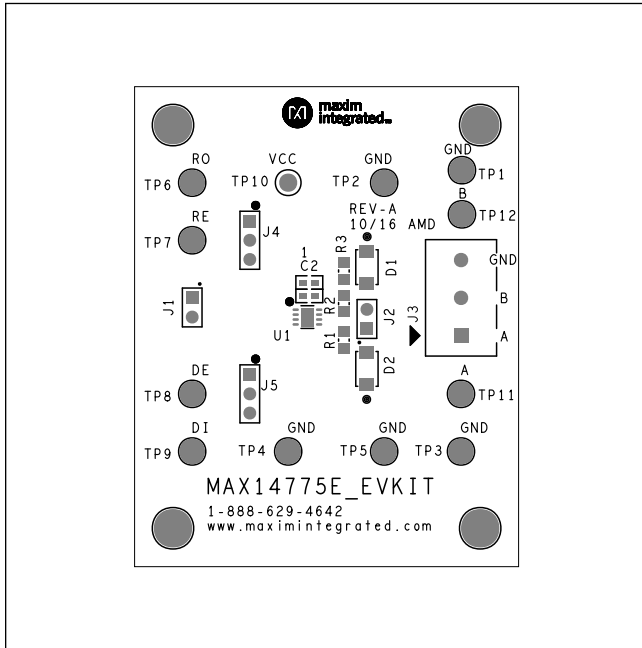 maxim
integrated™
RO
VCC
GND
GND
TP6
TP10
TP2
TP1
B
RE
REV-A
10/16
AMD
TP12
TP7
J4
R3
D1
GND
1
C2
J1
R2
J2
J3
B
U1
R1
A
D2
DE
J5
A
TP8
TP11
DI
GND
GND
GND
TP9
TP4
TP5
TP3
MAX14775E_EVKIT
1-888-629-4642
www.maximintegrated.com